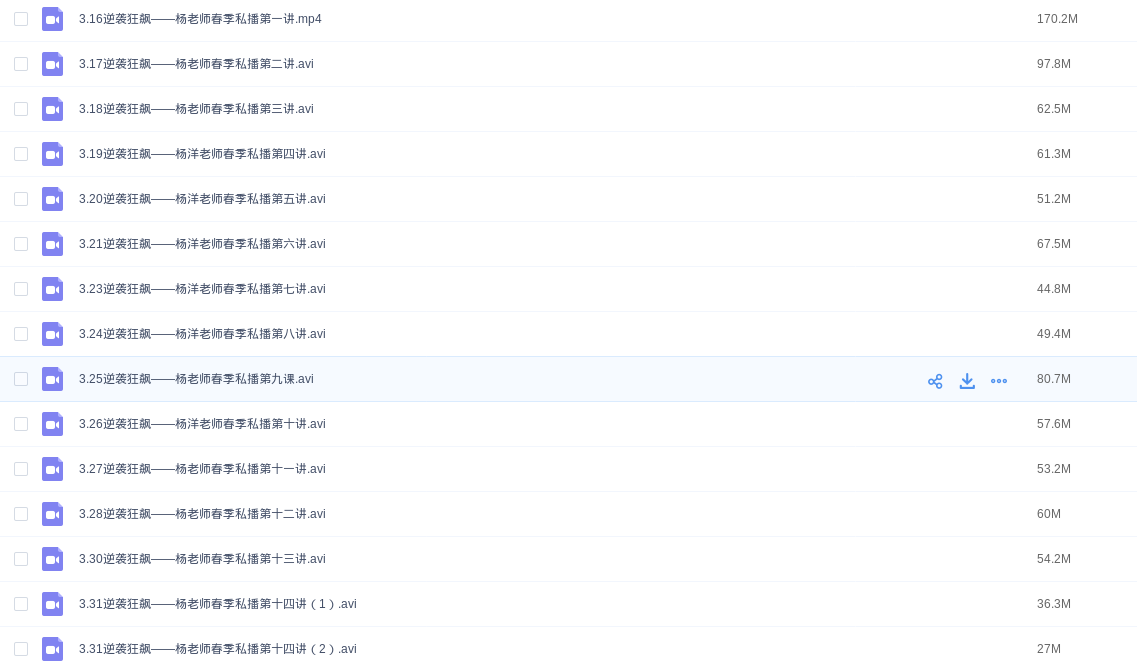 3.16逆袭狂飙——杨老师春季私播第一讲.mp4 170.2M
3.17逆袭狂飙——杨老师春季私播第二讲.avi 97.8M
3.18逆袭狂飙——杨老师春季私播第三讲.avi 62.5M
3.19逆袭狂飙——杨洋老师春季私播第四讲.avi 61.3M
3.20逆袭狂飙——杨洋老师春季私播第五讲.avi 51.2M
3.21逆袭狂飙——杨洋老师春季私播第六讲.avi 67.5M
3.23逆袭狂飙——杨洋老师春季私播第七讲.avi 44.8M
3.24逆袭狂飙——杨洋老师春季私播第八讲.avi 49.4M
3.25逆袭狂飙——杨老师春季私播第九课.avi 80.7M
3.26逆袭狂飙——杨洋老师春季私播第十讲.avi 57.6M
3.27逆袭狂飙——杨老师春季私播第十一讲.avi 53.2M
3.28逆袭狂飙——杨老师春季私播第十二讲.avi 60M
3.30逆袭狂飙——杨老师春季私播第十三讲.avi 54.2M
3.31逆袭狂飙——杨老师春季私播第十四讲（1）.avi 36.3M
3.31逆袭狂飙——杨老师春季私播第十四讲（2）.avi 27M